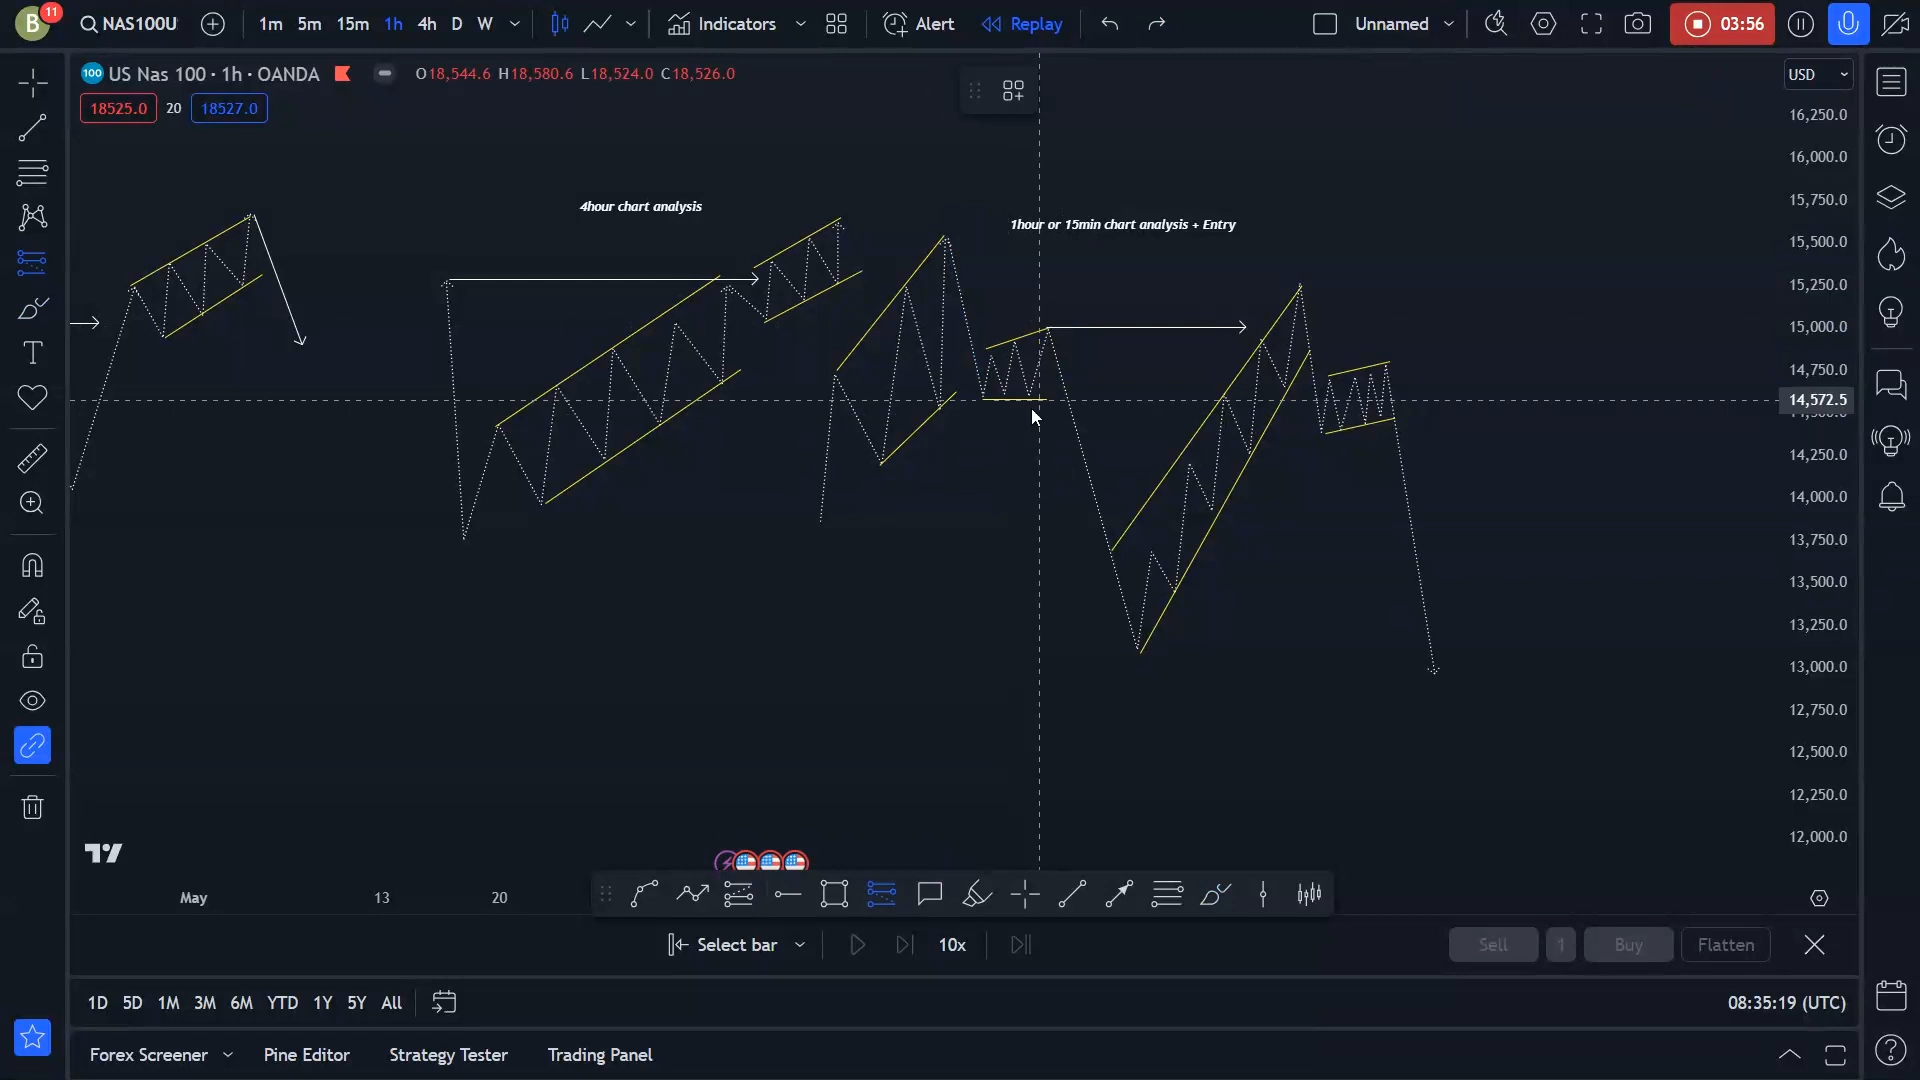 B 11 NAS100U 1m 5m 15m 1h 4h D W Indicators Alert Replay Unnamed 03:56
100 US Nas 100 · 1h · OANDA O18,544.6 H18,580.6 L18,524.0 C18,526.0 USD
18525.0 20 18527.0
16,250.0
16,000.0
15,750.0
4hour chart analysis
1hour or 15min chart analysis + Entry
15,500.0
15,250.0
15,000.0
14,750.0
14,572.5
14,250.0
14,000.0
13,750.0
13,500.0
13,250.0
13,000.0
12,750.0
12,500.0
12,250.0
12,000.0
May 13 20
Select bar 10x Sell 1 Buy Flatten
1D 5D 1M 3M 6M YTD 1Y 5Y All 08:35:19 (UTC)
Forex Screener Pine Editor Strategy Tester Trading Panel